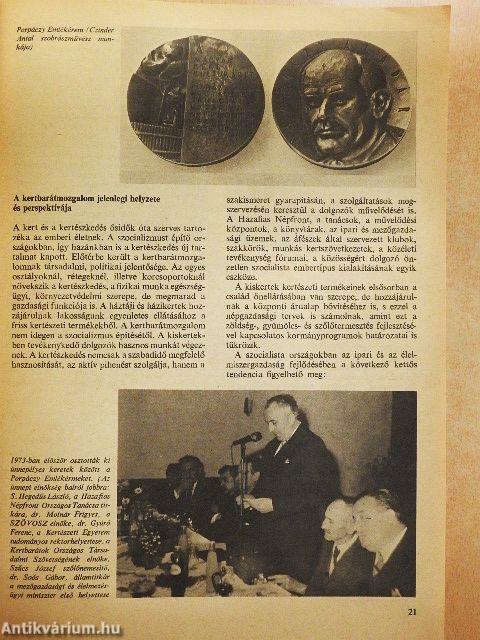 Porpáczy Emlékérem (Czinder
Antal szobrászművész mun-
kája)
A kertbarátmozgalom jelenlegi helyzete
és perspektívája
A kert és a kertészkedés ősidők óta szerves tarto-
zéka az emberi életnek. A szocializmust építő or-
szágokban, így hazánkban is a kertészkedés új tar-
talmat kapott. Előtérbe került a kertbarátmozga-
lomnak társadalmi, politikai jelentősége. Az egyes
osztályoknál, rétegeknél, illetve korcsoportoknál
növekszik a kertészkedés, a fizikai munka egészség-
ügyi, környezetvédelmi szerepe, de megmarad a
gazdasági funkciója is. A háztáji és házikertek hoz-
zájárulnak lakosságunk egyenletes ellátásához a
friss kertészeti termékekből. A kertbarátmozgalom
nem idegen a szocializmus építésétől. A kiskertek-
ben tevékenykedő dolgozók hasznos munkát végez-
nek. A kertészkedés nemcsak a szabadidő megfelelő
hasznosítását, az aktív pihenést szolgálja, hanem a
szakismeret gyarapításán, a szolgáltatások meg-
szervezésén keresztül a dolgozók művelődését is.
A Hazafias Népfront, a tanácsok, a művelődési
központok, a könyvtárak, az ipari és mezőgazda-
sági üzemek, az áfészek által szervezett klubok,
szakkörök, munkás kertszövetkezetek, a közéleti
tevékenység fórumai, a közösségért dolgozó ön-
zetlen szocialista embertípus kialakításának egyik
eszköze.
A kiskertek kertészeti termékeinek elsősorban a
család önellátásában van szerepe, de hozzájárul-
nak a központi árualap bővítéséhez is, s ezzel a
népgazdasági tervek is számolnak, amint ezt a
zöldség-, gyümölcs- és szőlőtermesztés fejlesztésé-
vel kapcsolatos kormányprogramok határozatai is
tükrözik.
A szocialista országokban az ipari és az élel-
miszergazdaság fejlődésében a következő kettős
tendencia figyelhető meg:
1973-ban először osztották ki
ünnepélyes keretek között a
Porpáczy Emlékérmeket. (Az
ünnepi elnökség balról jobbra:
S. Hegedűs László, a Hazafias
Népfront Országos Tanácsa tit-
kára, dr. Molnár Frigyes, a
SZÖVOSZ elnöke, dr. Gyúró
Ferenc, a Kertészeti Egyetem
tudományos rektorhelyettese, a
Kertbarátok Országos Társa-
dalmi Szövetségének elnöke,
Szűcs József szőlőnemesítő,
dr. Soós Gábor, államtitkár
a mezőgazdasági és élelmezés-
ügyi miniszter első helyettese
21
Antikvárium.hu